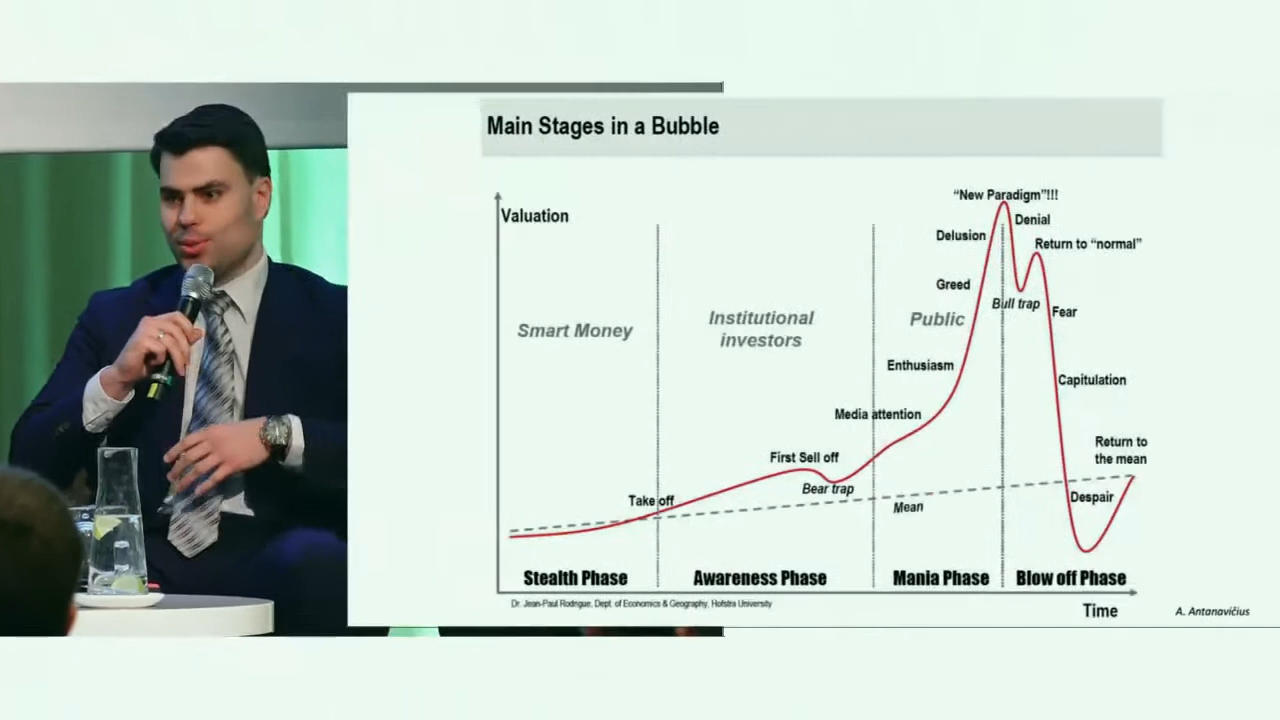 Main Stages in a Bubble
Valuation
"New Paradigm"!!!
Denial
Delusion
Return to "normal"
Greed
Bull trap
Fear
Smart Money
Institutional
investors
Public
Enthusiasm
Capitulation
Media attention
First Sell off
Bear trap
Return to
the mean
Take off
Mean
Despair
Stealth Phase
Awareness Phase
Mania Phase
Blow off Phase
Dr. Jean-Paul Rodrigue, Dept. of Economics & Geography, Hofstra University
Time
A. Antanavičius